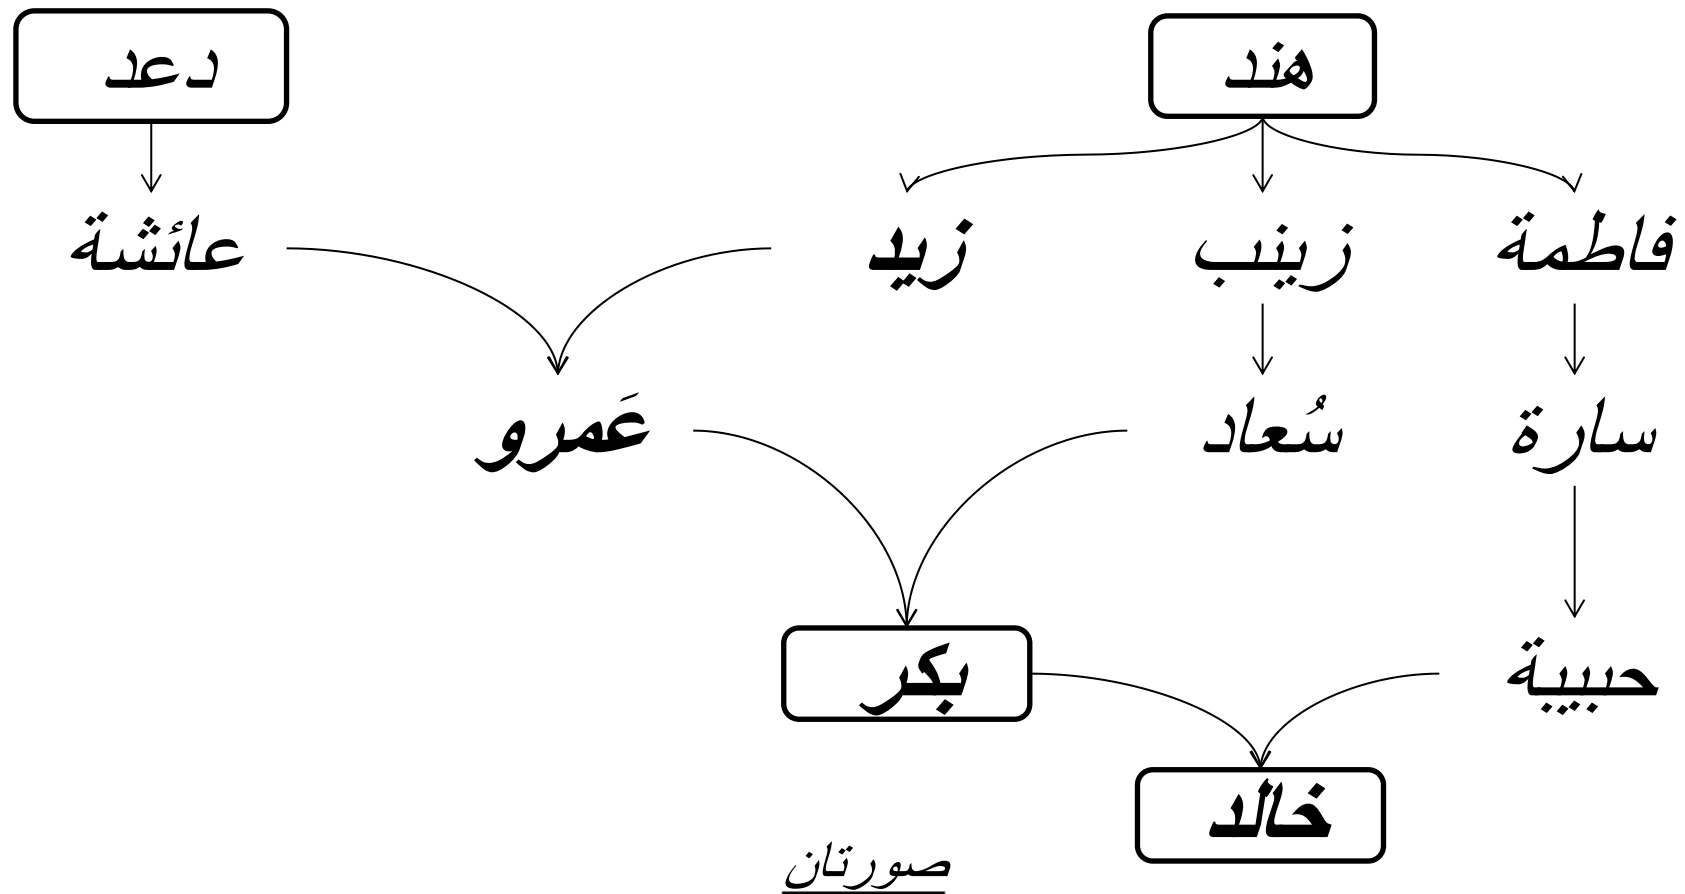 هند دعد
فاطمة زينب زيد عائشة
سارة سُعاد عَمرو
حبيبة بكر
خالد
صورتان